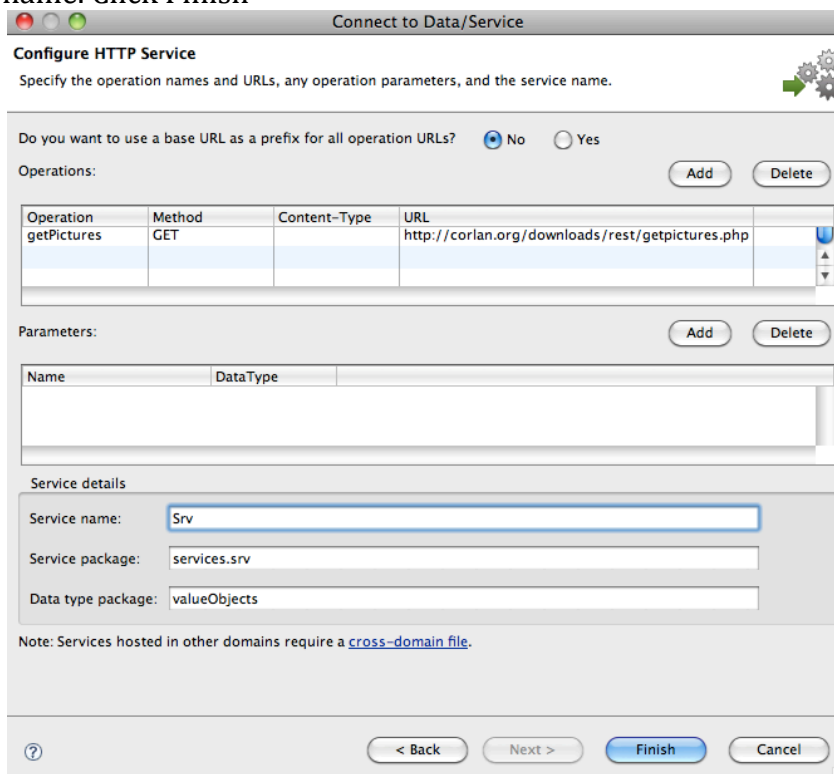 name. Click Finish
Connect to Data/Service
Configure HTTP Service
Specify the operation names and URLs, any operation parameters, and the service name.
Do you want to use a base URL as a prefix for all operation URLs? No Yes
Operations: Add Delete
Operation Method Content-Type URL
getPictures GET http://corlan.org/downloads/rest/getpictures.php
Parameters: Add Delete
Name DataType
Service details
Service name: Srv
Service package: services.srv
Data type package: valueObjects
Note: Services hosted in other domains require a cross-domain file.
? < Back Next > Finish Cancel